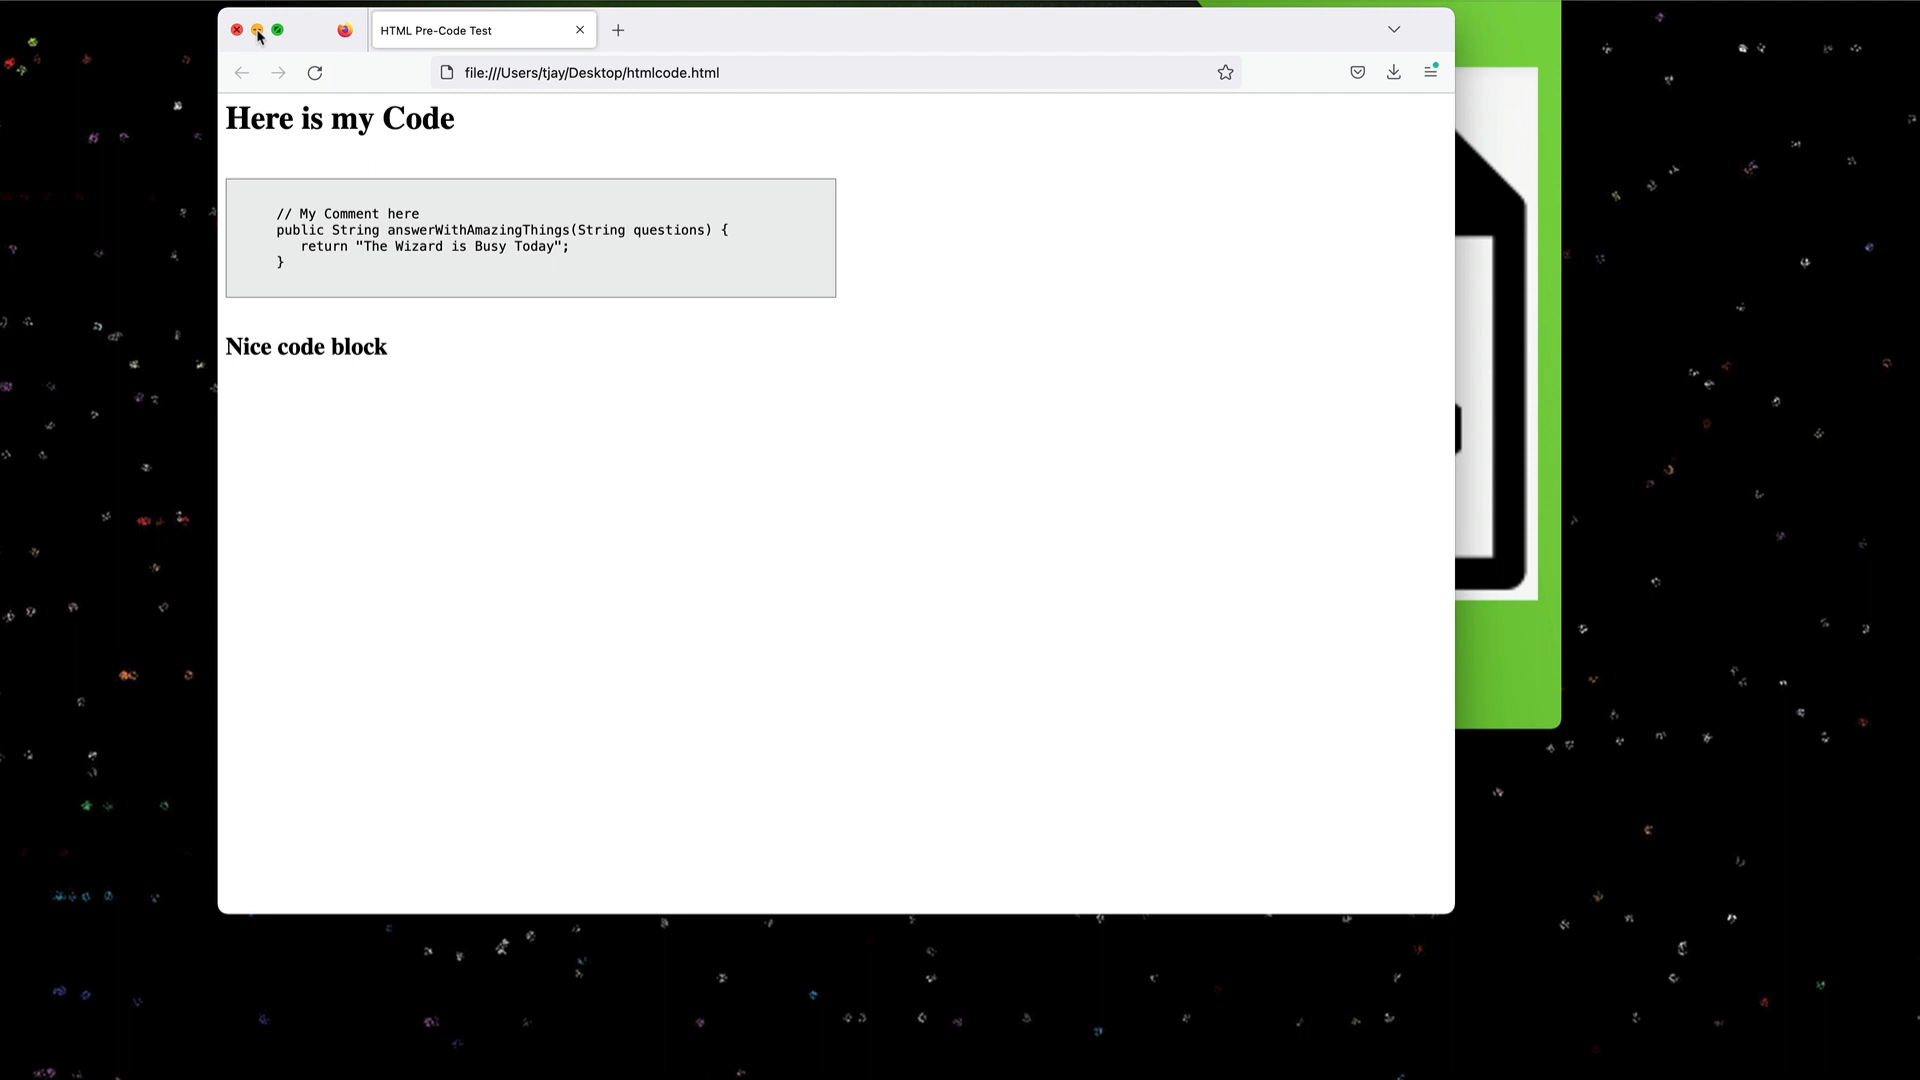 HTML Pre-Code Test
file:///Users/tjay/Desktop/htmlcode.html
Here is my Code
// My Comment here
public String answerWithAmazingThings(String questions) {
   return "The Wizard is Busy Today";
}
Nice code block